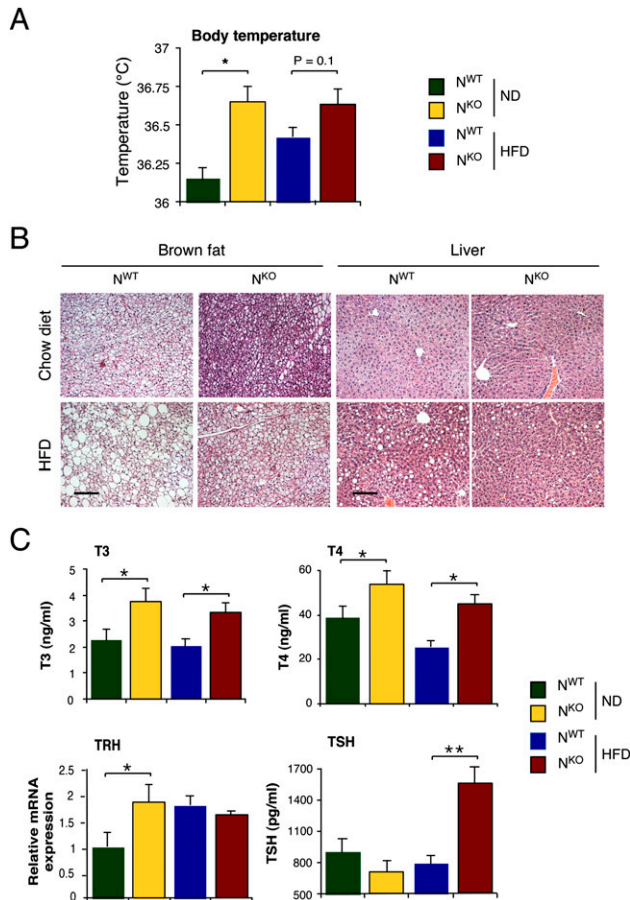 A
Body temperature
Temperature (°C)
37
36.75
36.5
36.25
36
*
P = 0.1
N^WT
N^KO
ND
N^WT
N^KO
HFD
B
Brown fat
Liver
N^WT
N^KO
N^WT
N^KO
Chow diet
HFD
C
T3
T3 (ng/ml)
5
4
3
2
1
0
*
*
T4
T4 (ng/ml)
60
40
20
0
*
*
N^WT
N^KO
ND
N^WT
N^KO
HFD
TRH
Relative mRNA
expression
2.5
2
1.5
1
0.5
0
*
TSH
TSH (pg/ml)
1700
1400
1100
800
500
**